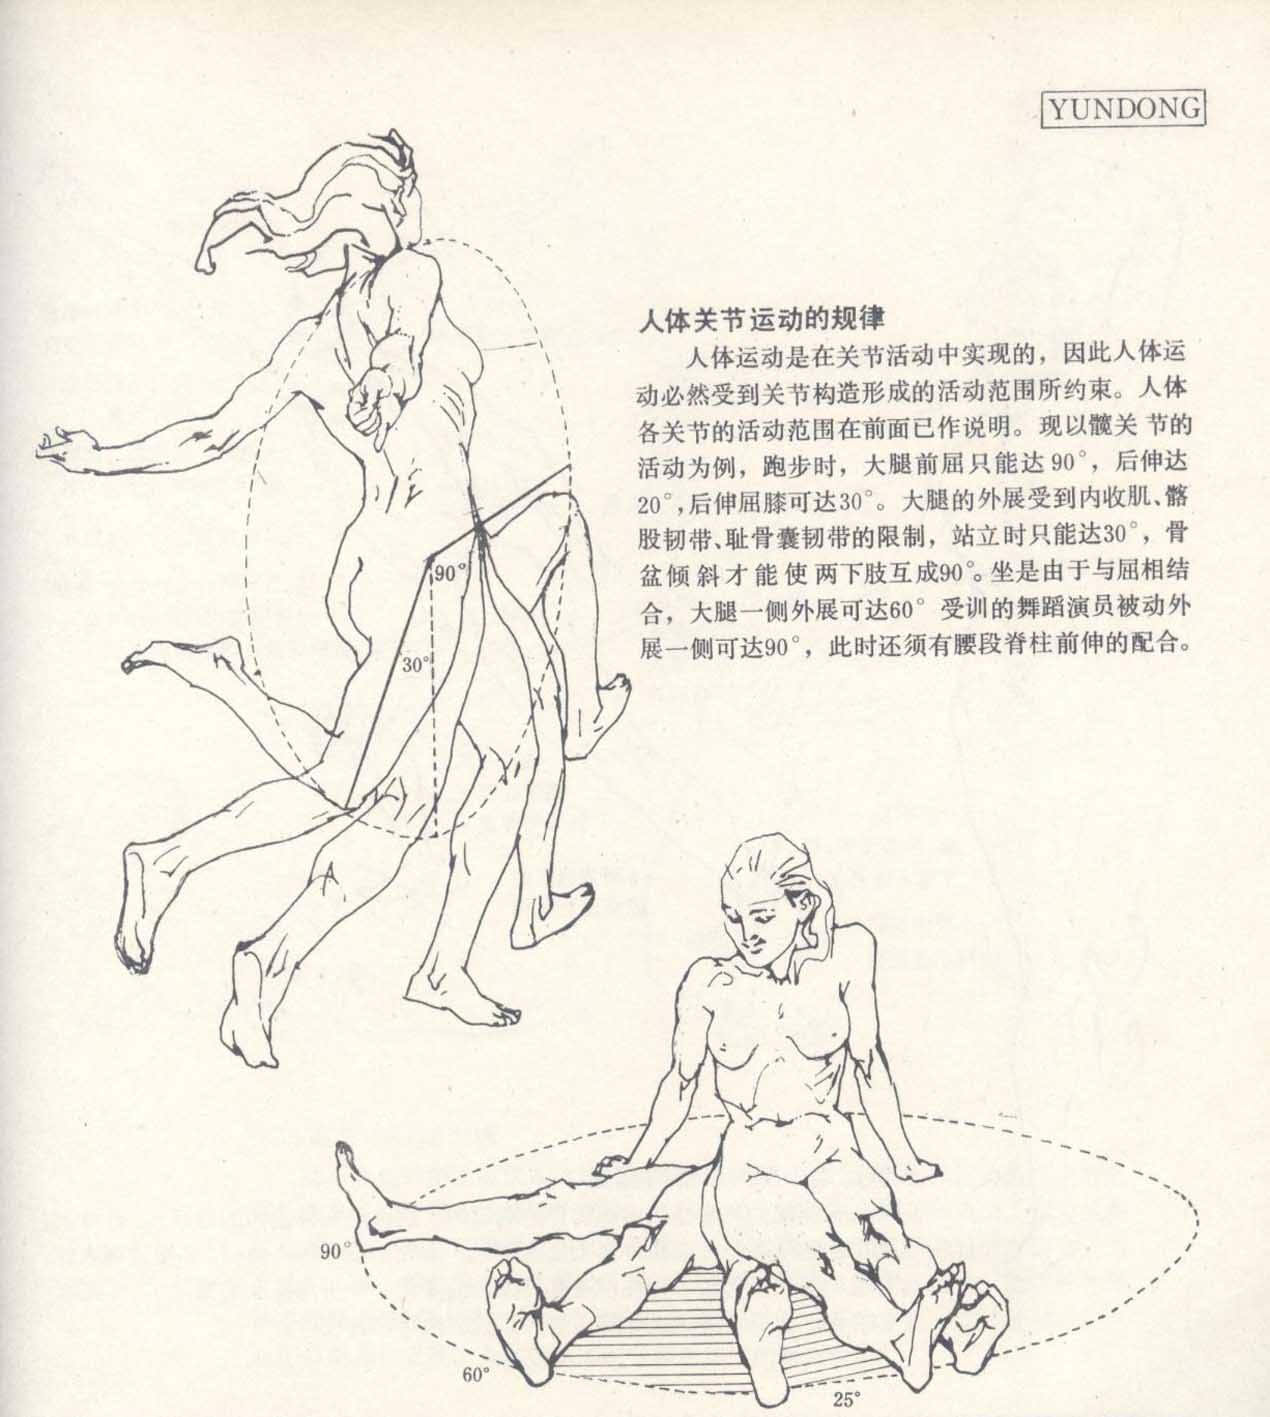 YUNDONG
人体关节运动的规律
人体运动是在关节活动中实现的，因此人体运
动必然受到关节构造形成的活动范围所约束。人体
各关节的活动范围在前面已作说明。现以髋关 节的
活动为例，跑步时，大腿前屈只能达90°，后伸达
20°，后伸屈膝可达30°。大腿的外展受到内收肌、髂
股韧带、耻骨囊韧带的限制，站立时只能达30°，骨
盆倾斜才能使两下肢互成90°。坐是由于与屈相结
合，大腿一侧外展可达60° 受训的舞蹈演员被动外
展一侧可达90°，此时还须有腰段脊柱前伸的配合。
90°
30°
90°
60°
25°